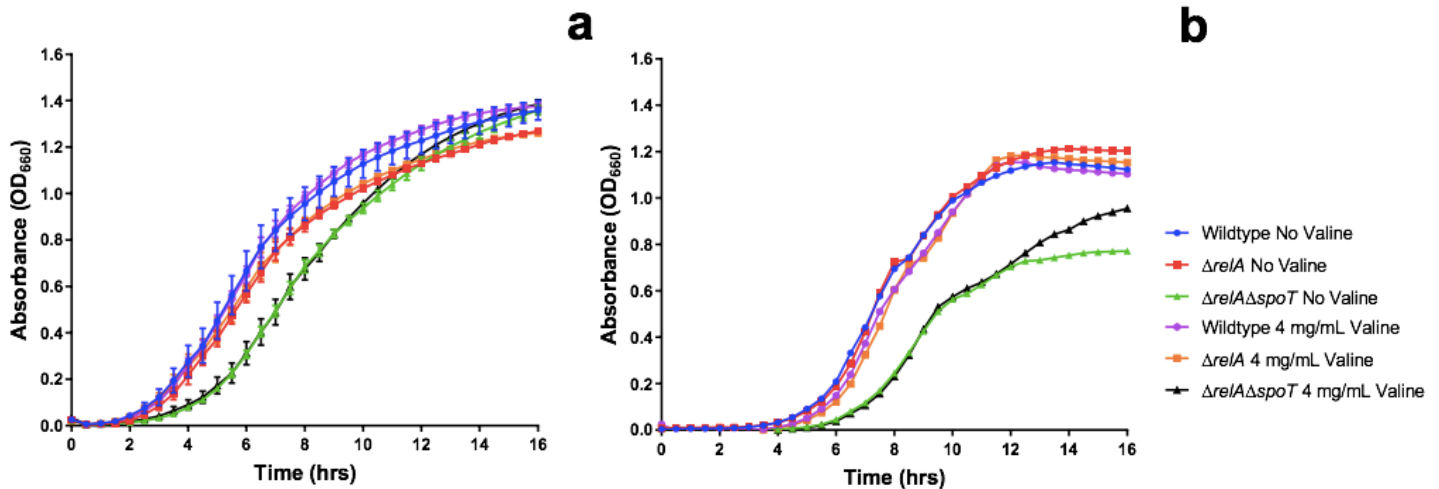 a
1.6
1.4
1.2
1.0
0.8
0.6
0.4
0.2
0.0
Absorbance (OD660)
0 2 4 6 8 10 12 14 16
Time (hrs)
b
1.6
1.4
1.2
1.0
0.8
0.6
0.4
0.2
0.0
Absorbance (OD660)
0 2 4 6 8 10 12 14 16
Time (hrs)
Wildtype No Valine
ΔrelA No Valine
ΔrelAΔspoT No Valine
Wildtype 4 mg/mL Valine
ΔrelA 4 mg/mL Valine
ΔrelAΔspoT 4 mg/mL Valine